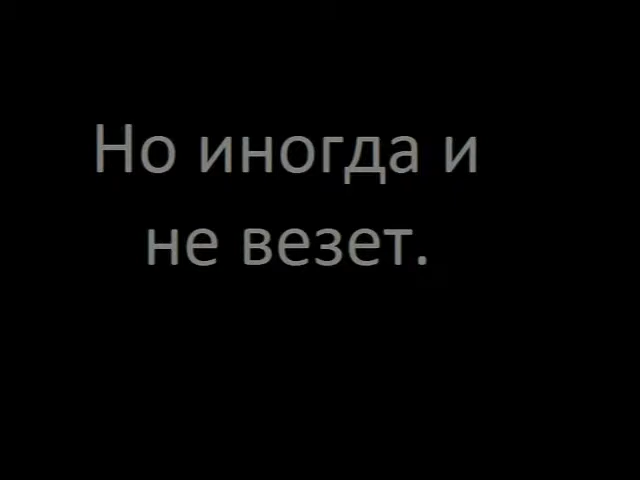 Но иногда и
не везет.